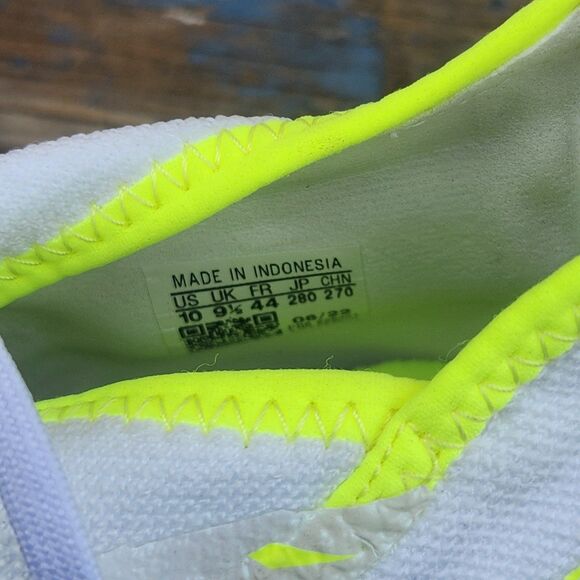 MADE IN INDONESIA
US UK FR JP CHN
10 9½ 44 280 270
08/22